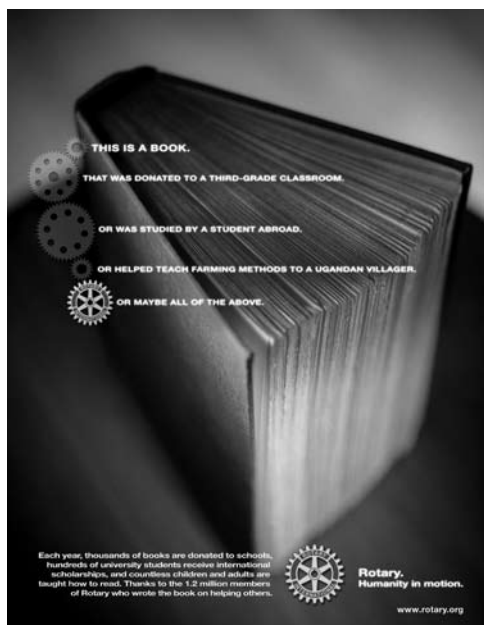 THIS IS A BOOK.
THAT WAS DONATED TO A THIRD-GRADE CLASSROOM.
OR WAS STUDIED BY A STUDENT ABROAD.
OR HELPED TEACH FARMING METHODS TO A UGANDAN VILLAGER.
OR MAYBE ALL OF THE ABOVE.
Each year, thousands of books are donated to schools,
hundreds of university students receive international
scholarships, and countless children and adults are
taught how to read. Thanks to the 1.2 million members
of Rotary who wrote the book on helping others.
Rotary.
Humanity in motion.
www.rotary.org